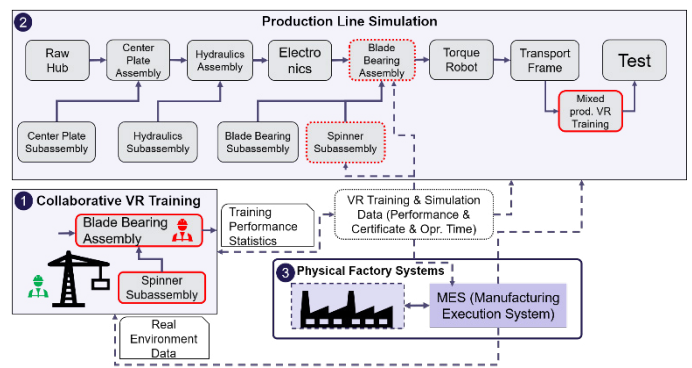 2 Production Line Simulation
Raw
Hub
Center
Plate
Assembly
Hydraulics
Assembly
Electro
nics
Blade
Bearing
Assembly
Torque
Robot
Transport
Frame
Test
Mixed
prod. VR
Training
Center Plate
Subassembly
Hydraulics
Subassembly
Blade Bearing
Subassembly
Spinner
Subassembly
1 Collaborative VR Training
Blade Bearing
Assembly
Spinner
Subassembly
Training
Performance
Statistics
VR Training & Simulation
Data (Performance &
Certificate & Opr. Time)
3 Physical Factory Systems
MES (Manufacturing
Execution System)
Real
Environment
Data